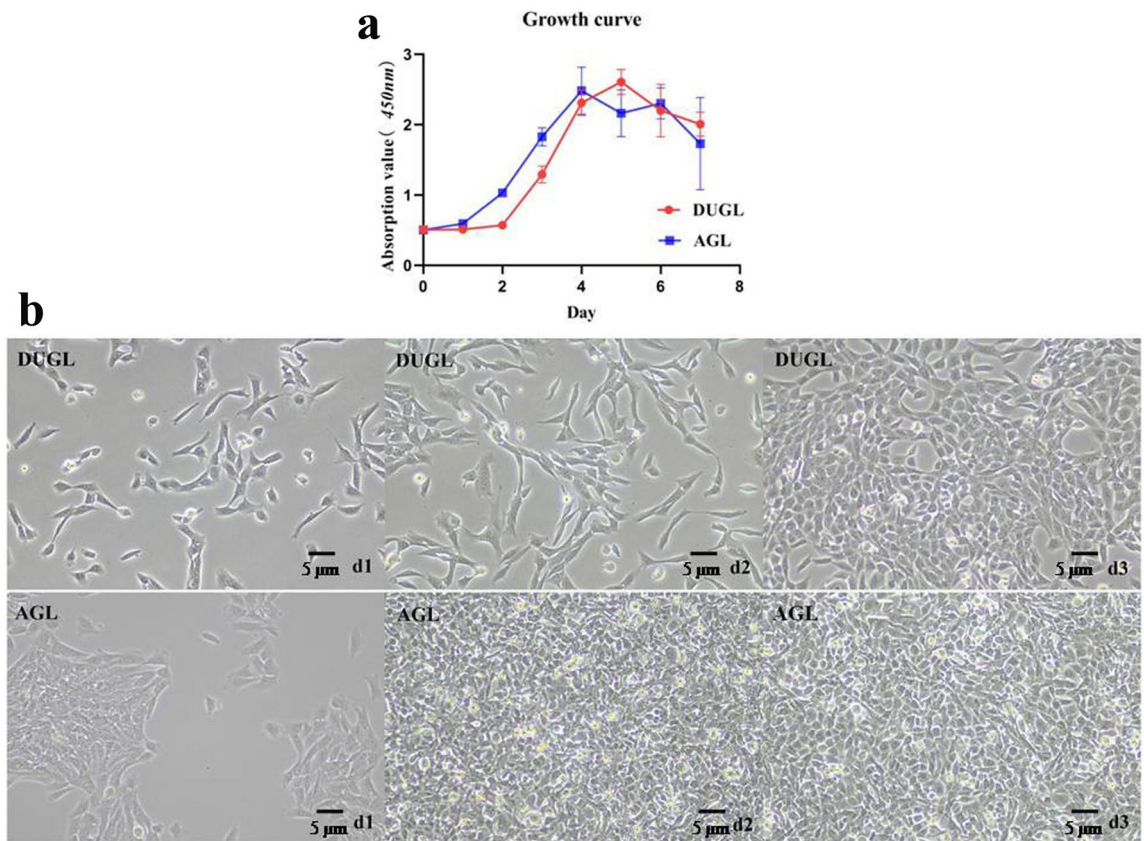 a
Growth curve
Absorption value( 450nm)
3
2
1
0
0 2 4 6 8
Day
DUGL
AGL
b
DUGL DUGL DUGL
5 µm d1 5 µm d2 5 µm d3
AGL AGL AGL
5 µm d1 5 µm d2 5 µm d3